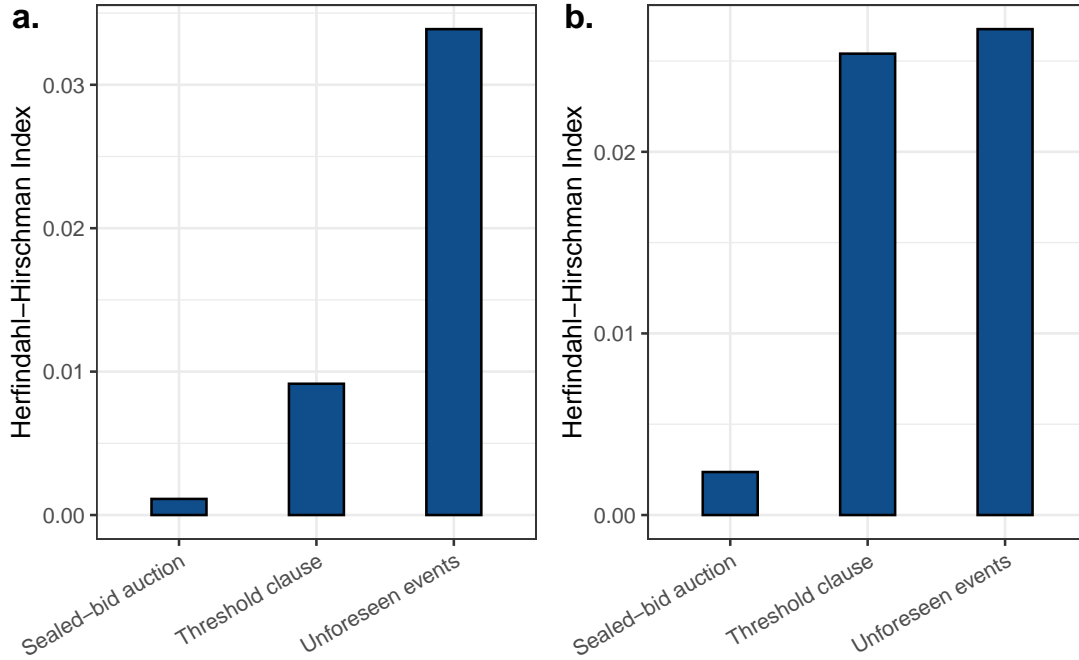 a.
Herfindahl−Hirschman Index
0.03
0.02
0.01
0.00
Sealed−bid auction
Threshold clause
Unforeseen events
b.
Herfindahl−Hirschman Index
0.02
0.01
0.00
Sealed−bid auction
Threshold clause
Unforeseen events